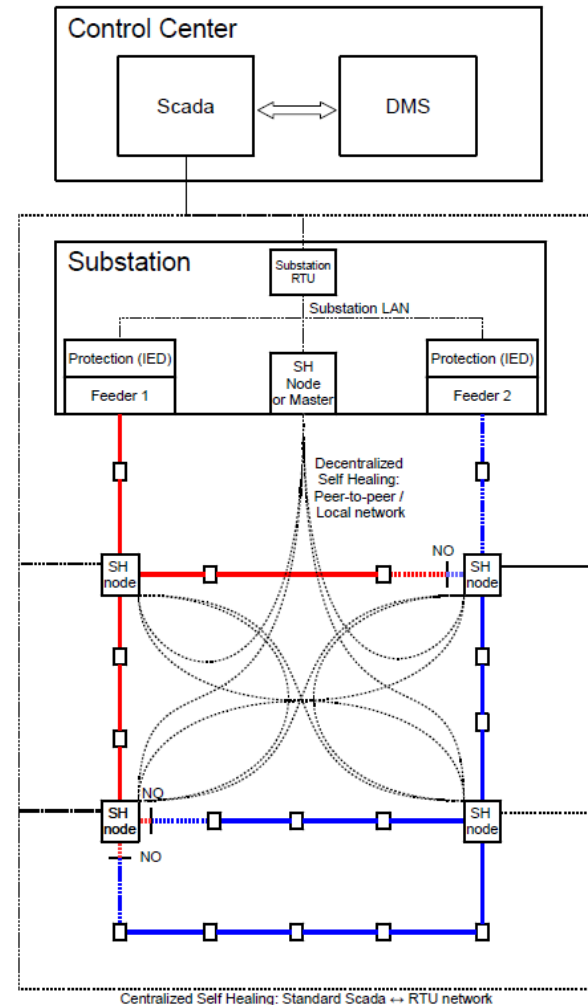 Control Center
Scada
DMS
Substation
Substation
RTU
Substation LAN
Protection (IED)
Feeder 1
SH
Node
or Master
Protection (IED)
Feeder 2
Decentralized
Self Healing:
Peer-to-peer /
Local network
NO
SH
node
SH
node
NO
SH
node
SH
node
NO
Centralized Self Healing: Standard Scada ↔ RTU network